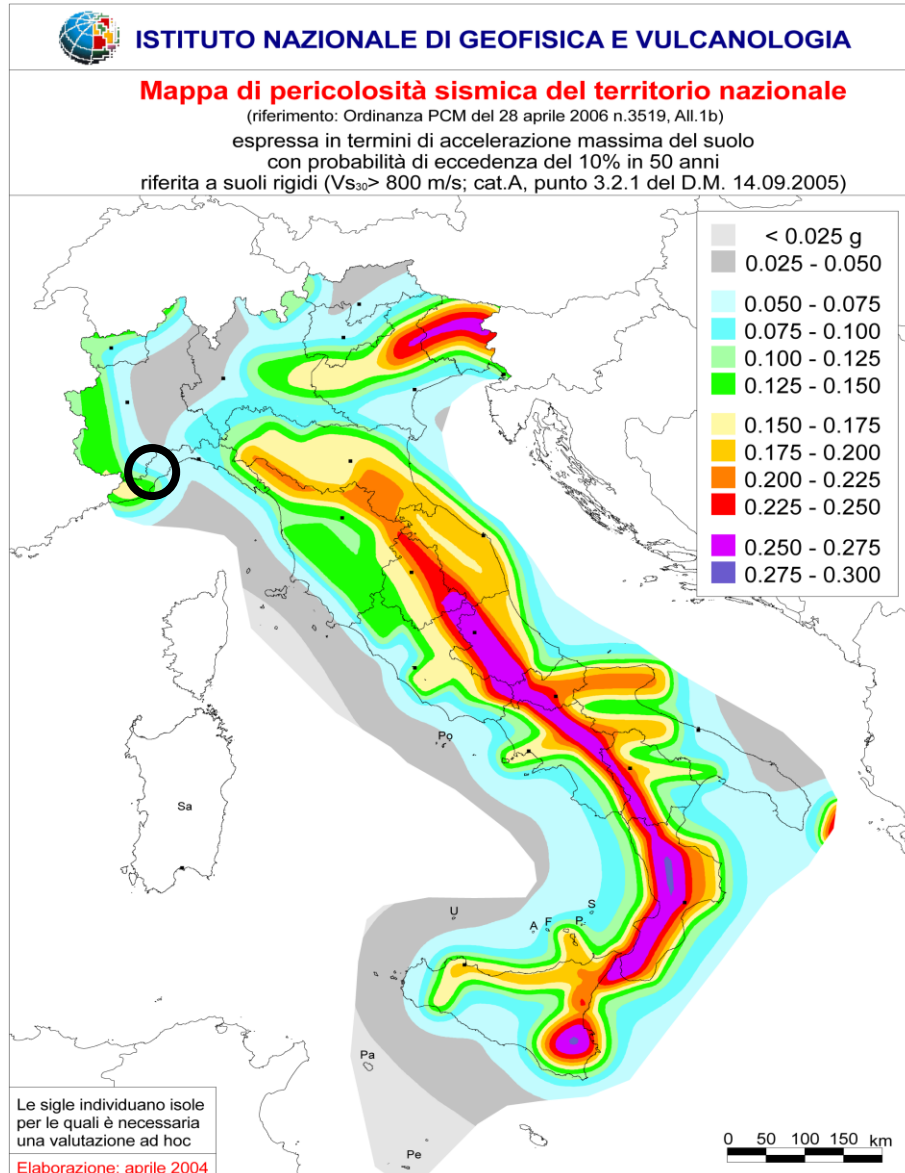 ISTITUTO NAZIONALE DI GEOFISICA E VULCANOLOGIA
Mappa di pericolosità sismica del territorio nazionale
(riferimento: Ordinanza PCM del 28 aprile 2006 n.3519, All.1b)
espressa in termini di accelerazione massima del suolo
con probabilità di eccedenza del 10% in 50 anni
riferita a suoli rigidi (Vs30> 800 m/s; cat.A, punto 3.2.1 del D.M. 14.09.2005)
< 0.025 g
0.025 - 0.050
0.050 - 0.075
0.075 - 0.100
0.100 - 0.125
0.125 - 0.150
0.150 - 0.175
0.175 - 0.200
0.200 - 0.225
0.225 - 0.250
0.250 - 0.275
0.275 - 0.300
Po
Sa
U
A
F
P
S
Pa
Pe
Le sigle individuano isole
per le quali è necessaria
una valutazione ad hoc
Elaborazione: aprile 2004
0 50 100 150 km